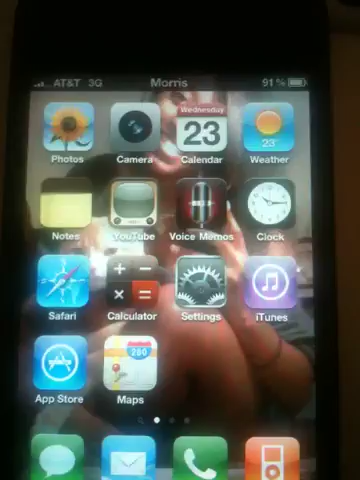 AT&T 3G Morris 91%
Wednesday
23 23
Photos Camera Calendar Weather
Notes YouTube Voice Memos Clock
Safari Calculator Settings iTunes
280
App Store Maps